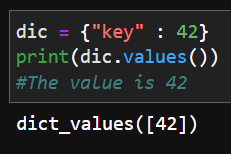 dic = {"key" : 42}
print(dic.values())
#The value is 42
dict_values([42])